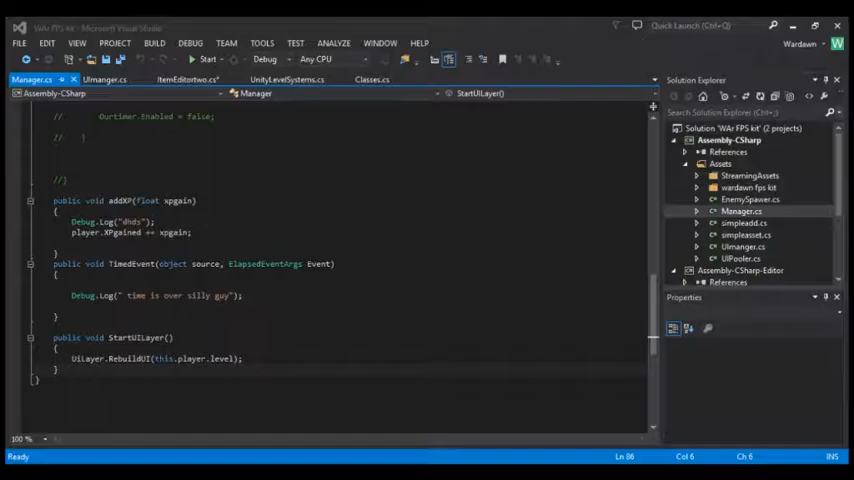 WAr FPS kit - Microsoft Visual Studio
Quick Launch (Ctrl+Q)
FILE EDIT VIEW PROJECT BUILD DEBUG TEAM TOOLS TEST ANALYZE WINDOW HELP
Wardawn W
Start Debug Any CPU
Manager.cs UImanger.cs ItemEditortwo.cs* UnityLevelSystems.cs Classes.cs
Assembly-CSharp Manager StartUILayer()
// Ourtimer.Enabled = false;
// }
//}
public void addXP(float xpgain)
{
Debug.Log("dhds");
player.XPgained += xpgain;
}
public void TimedEvent(object source, ElapsedEventArgs Event)
{
Debug.Log(" time is over silly guy");
}
public void StartUILayer()
{
UiLayer.RebuildUI(this.player.level);
}
}
100 %
Solution Explorer
Search Solution Explorer (Ctrl+;)
Solution 'WAr FPS kit' (2 projects)
Assembly-CSharp
References
Assets
StreamingAssets
wardawn fps kit
EnemySpawer.cs
Manager.cs
simpleadd.cs
simpleasset.cs
UImanger.cs
UIPooler.cs
Assembly-CSharp-Editor
References
Properties
Ready Ln 86 Col 6 Ch 6 INS